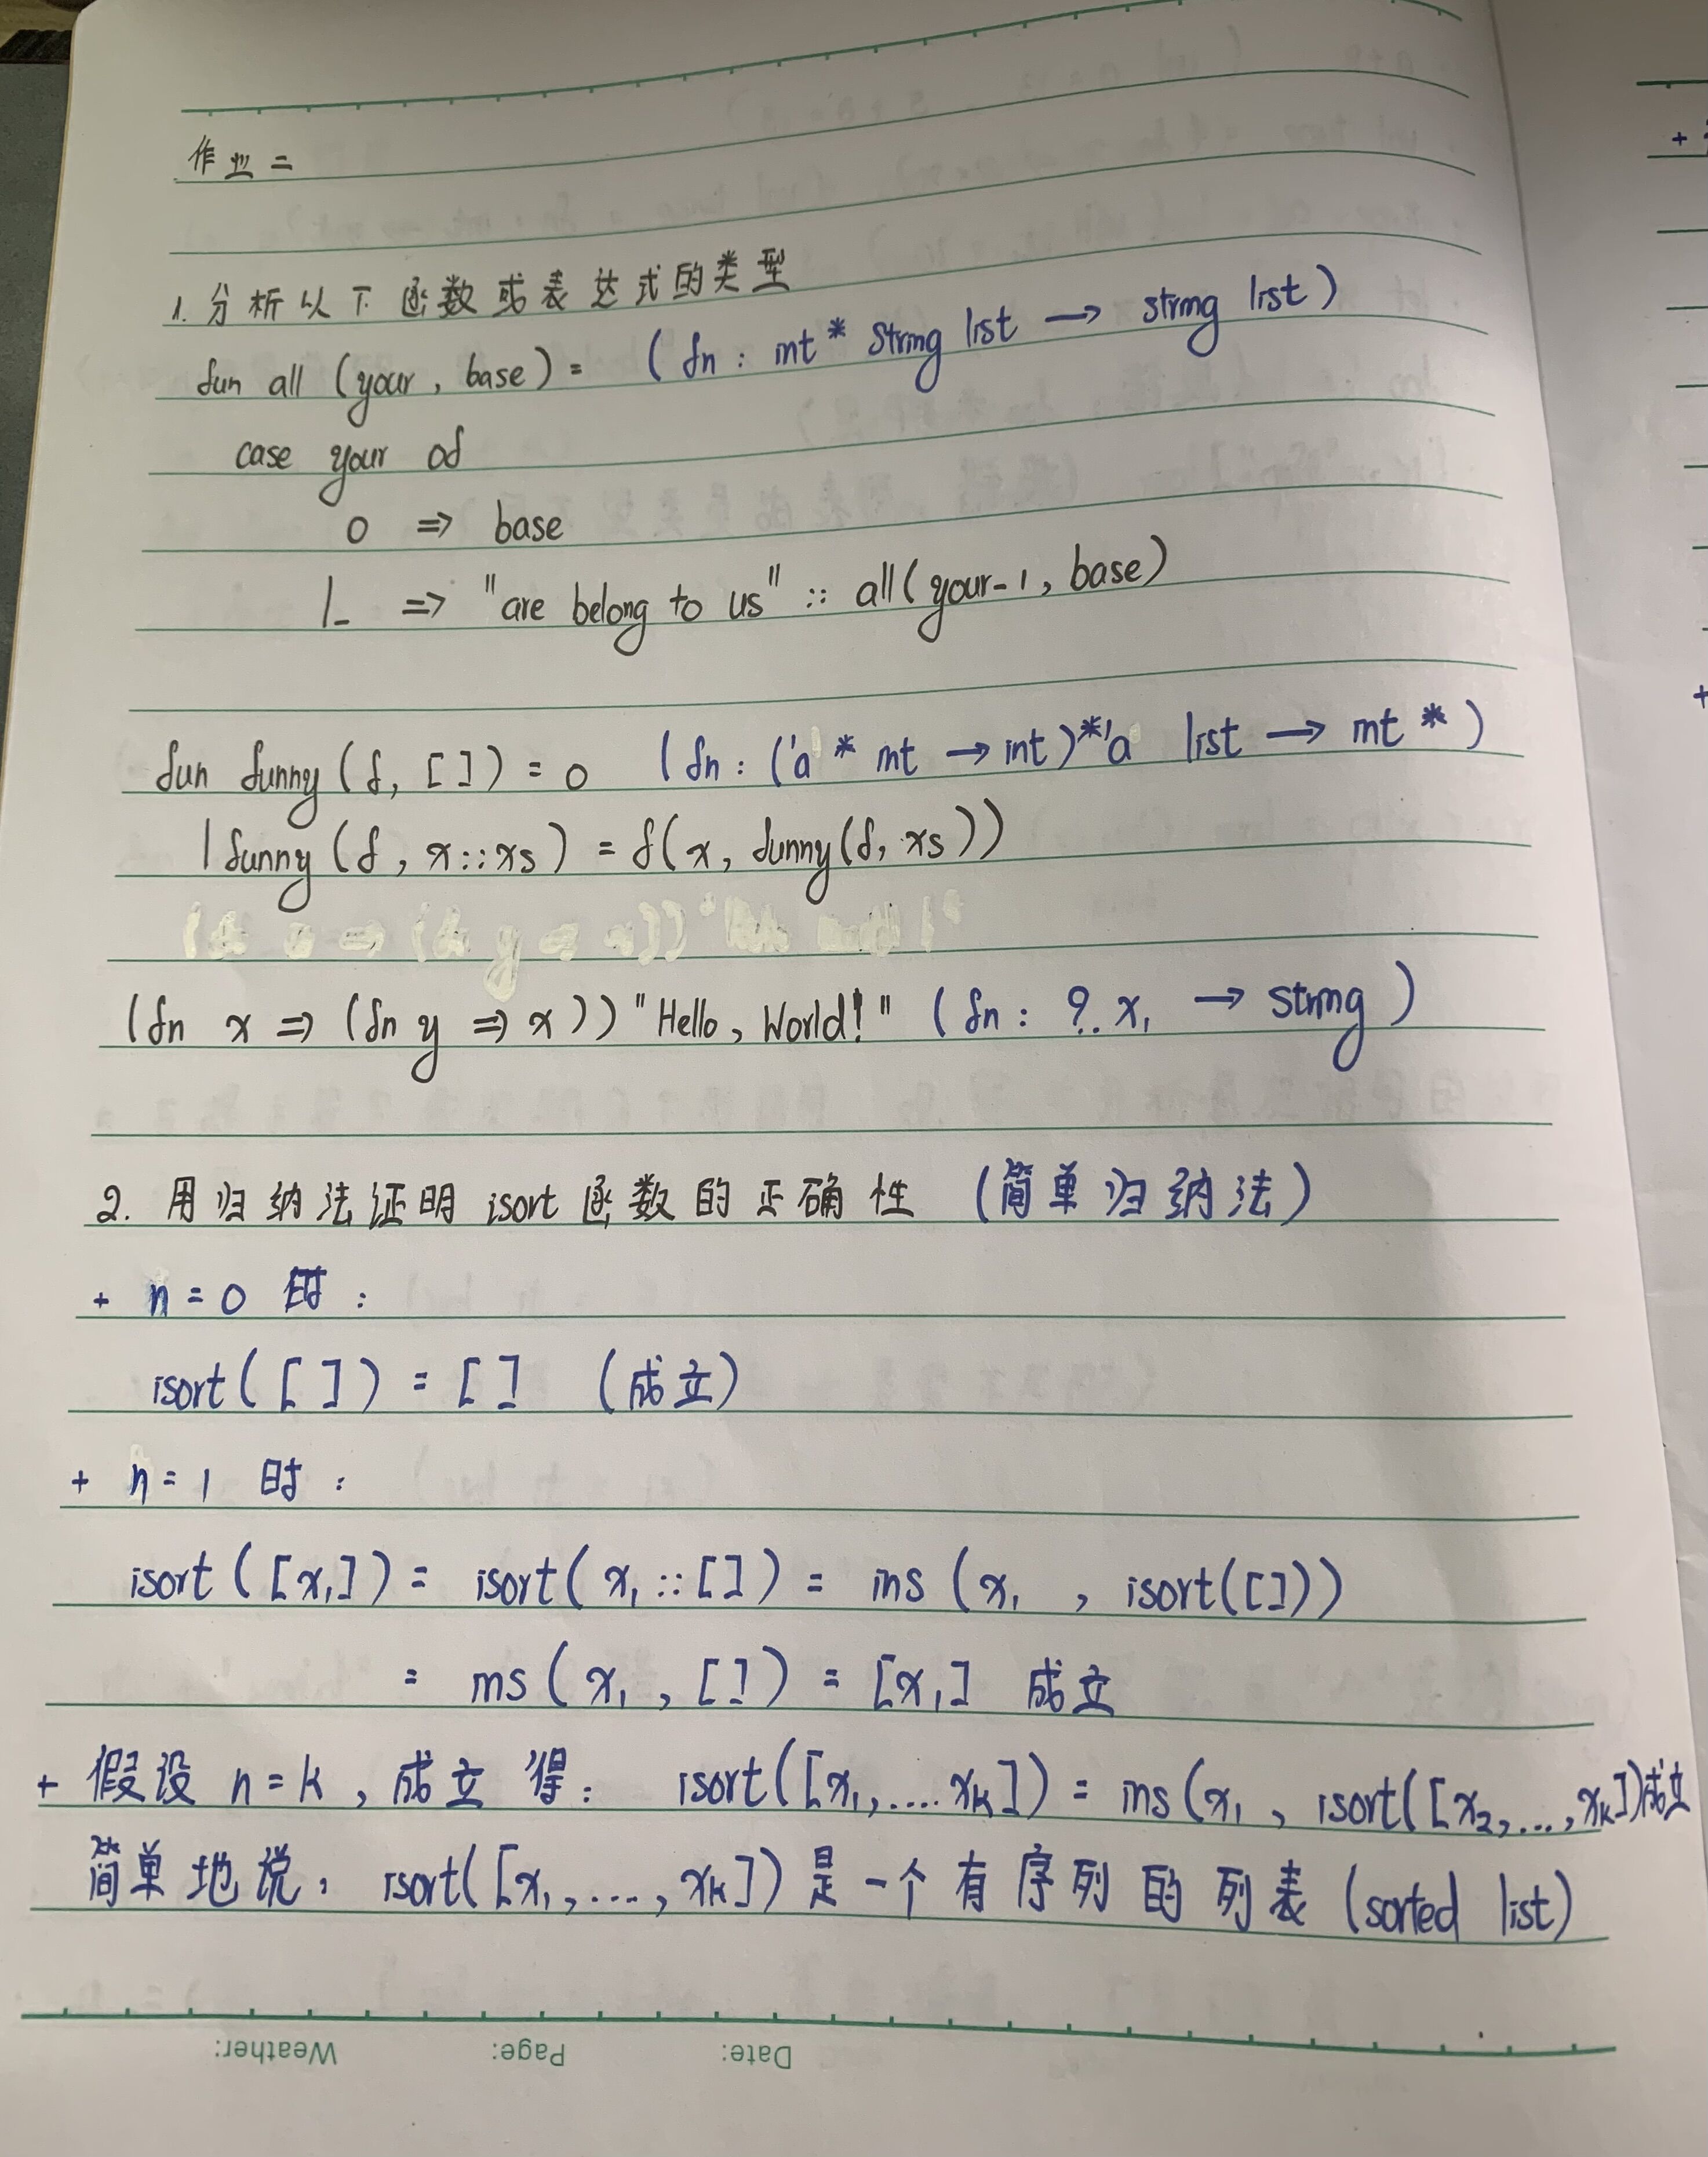 作业二
1. 分析以下函数或表达式的类型
fun all (your, base) = (fn : int * string list → string list)
case your of
0 => base
|_ => "are belong to us" :: all(your-1, base)
fun funny (f, []) = 0 (fn : ('a * int → int) * 'a list → int *)
| funny (f, x::xs) = f(x, funny(f, xs))
(fn x => (fn y => x)) "Hello, World!" (fn : ?.x₁ → string)
2. 用归纳法证明 isort 函数的正确性 (简单归纳法)
+ n=0 时:
isort([]) = [] (成立)
+ n=1 时:
isort([x₁]) = isort(x₁::[]) = ins(x₁, isort([]))
= ins(x₁, []) = [x₁] 成立
+ 假设 n=k, 成立得: isort([x₁,....xₖ]) = ins(x₁, isort([x₂,...,xₖ])成立
简单地说, isort([x₁,...,xₖ])是一个有序列的列表 (sorted list)
Date: Page: Weather: